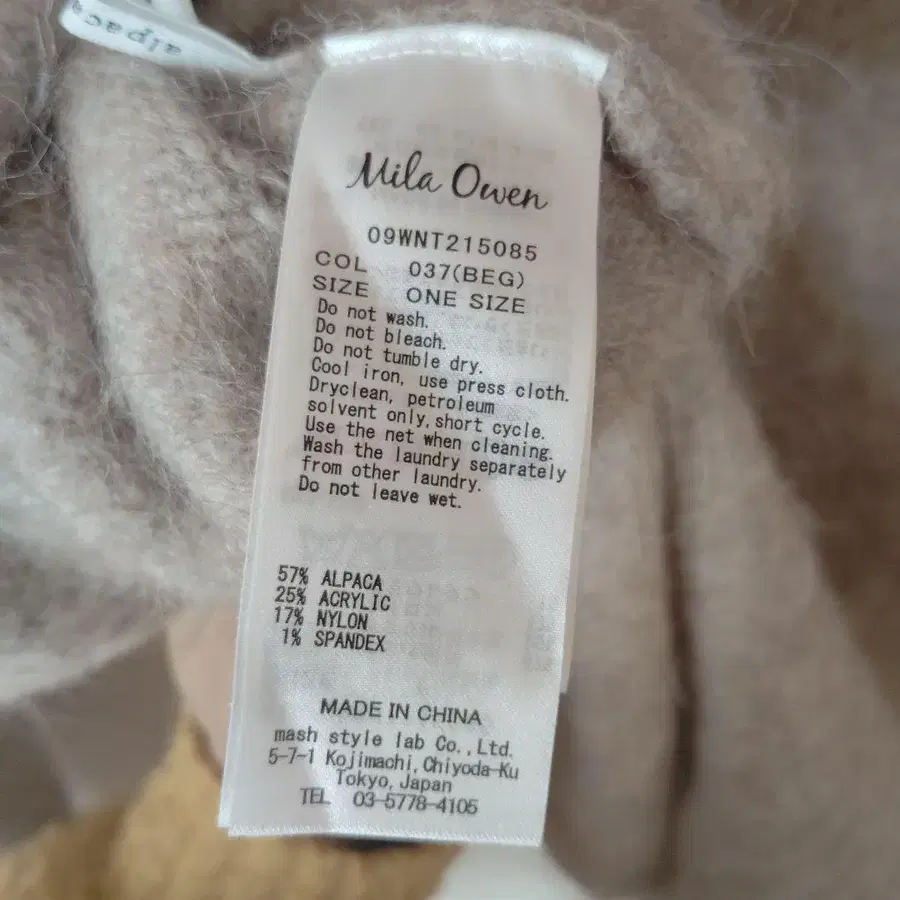 alpaca
Mila Owen
09WNT215085
COL 037(BEG)
SIZE ONE SIZE
Do not wash.
Do not bleach.
Do not tumble dry.
Cool iron, use press cloth.
Dryclean, petroleum
solvent only, short cycle.
Use the net when cleaning.
Wash the laundry separately
from other laundry.
Do not leave wet.
57% ALPACA
25% ACRYLIC
17% NYLON
1% SPANDEX
MADE IN CHINA
mash style lab Co., Ltd.
5-7-1 Kojimachi, Chiyoda-Ku
Tokyo, Japan
TEL 03-5778-4105